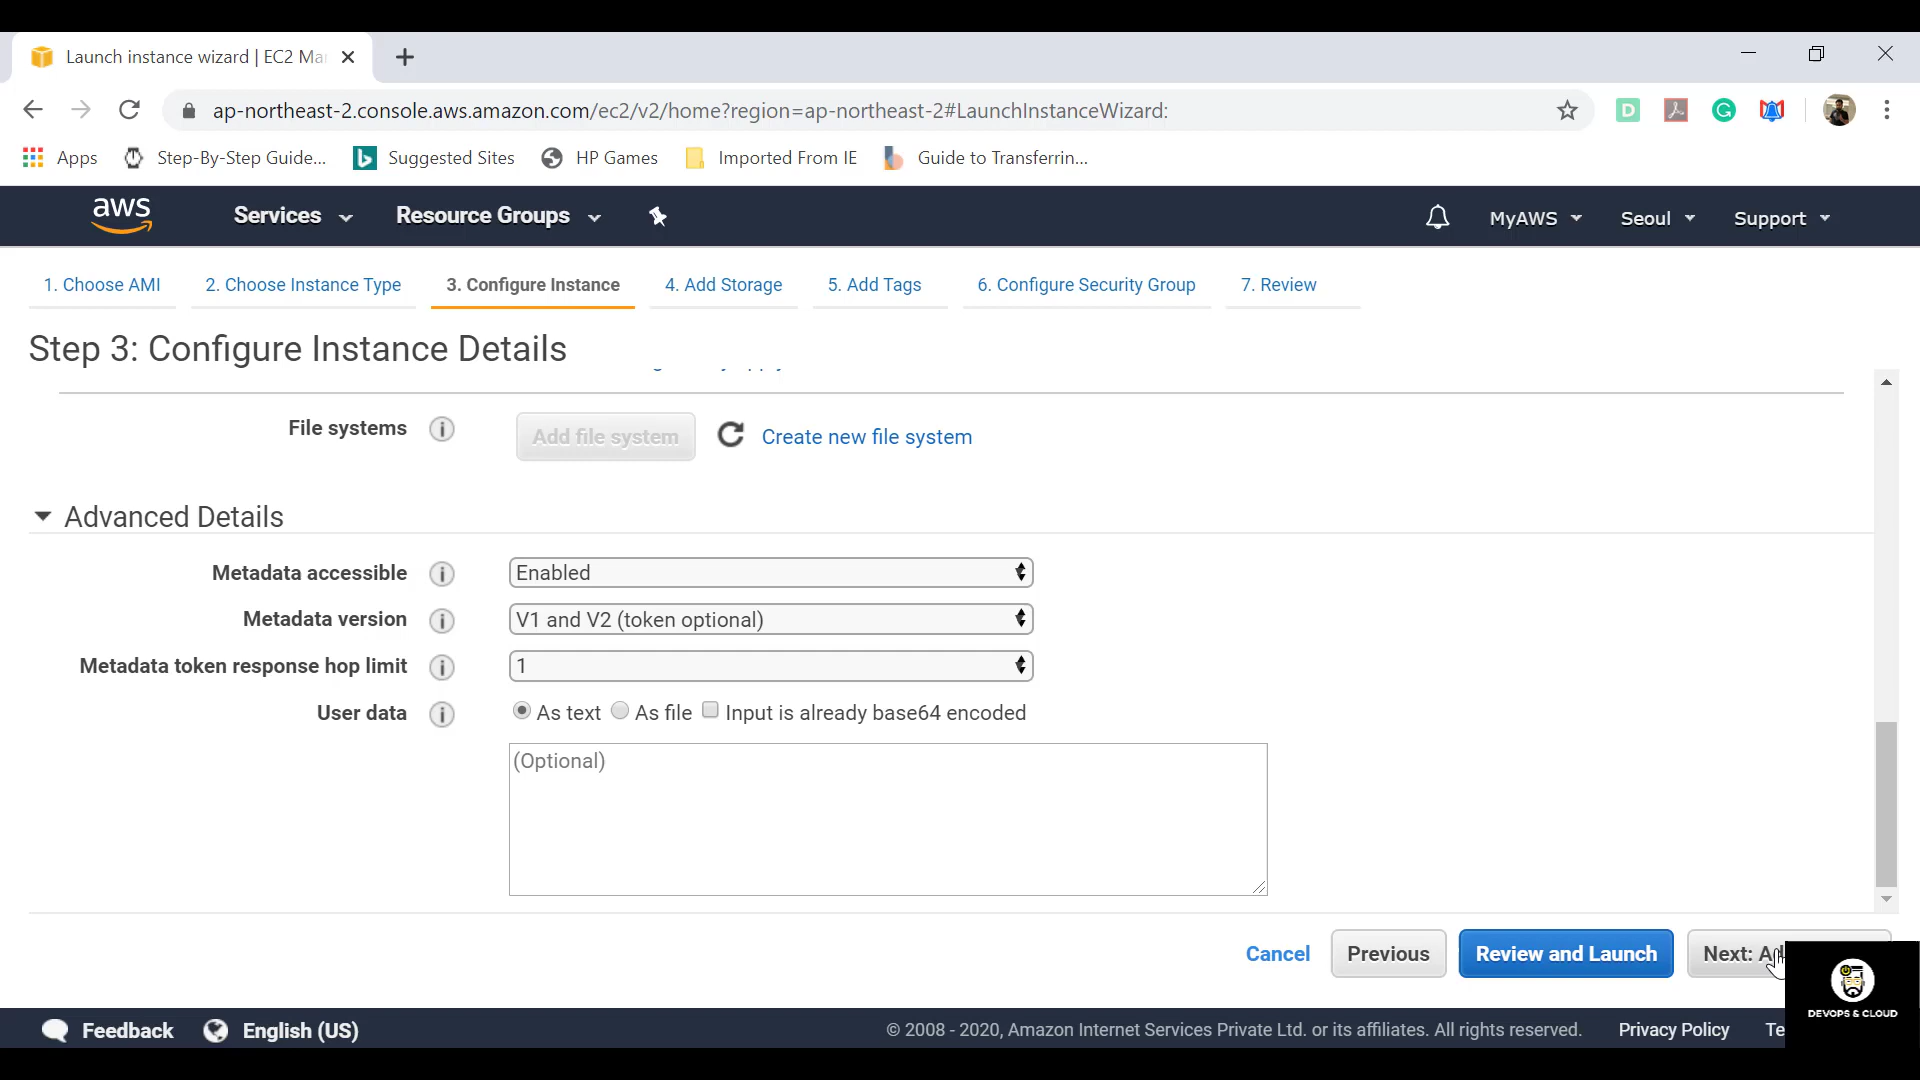 Launch instance wizard | EC2 Ma
ap-northeast-2.console.aws.amazon.com/ec2/v2/home?region=ap-northeast-2#LaunchInstanceWizard:
Apps Step-By-Step Guide... Suggested Sites HP Games Imported From IE Guide to Transferrin...
aws Services Resource Groups MyAWS Seoul Support
1. Choose AMI 2. Choose Instance Type 3. Configure Instance 4. Add Storage 5. Add Tags 6. Configure Security Group 7. Review
Step 3: Configure Instance Details
File systems Add file system Create new file system
Advanced Details
Metadata accessible Enabled
Metadata version V1 and V2 (token optional)
Metadata token response hop limit 1
User data As text As file Input is already base64 encoded
(Optional)
Cancel Previous Review and Launch Next:
DEVOPS & CLOUD
Feedback English (US) © 2008 - 2020, Amazon Internet Services Private Ltd. or its affiliates. All rights reserved. Privacy Policy Te